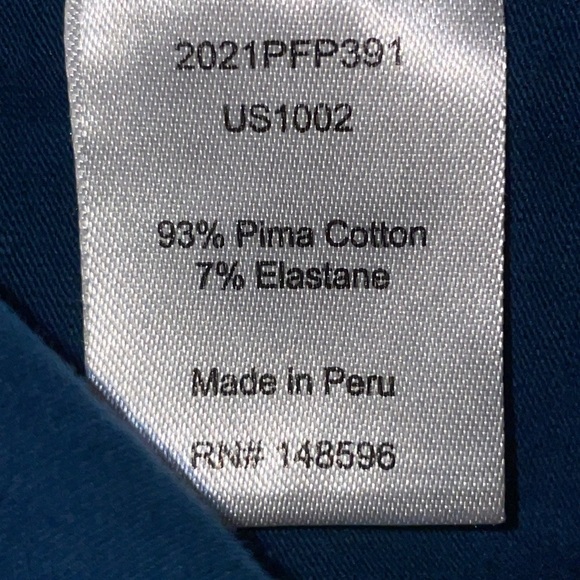 2021PFP391
US1002
93% Pima Cotton
7% Elastane
Made in Peru
RN# 148596